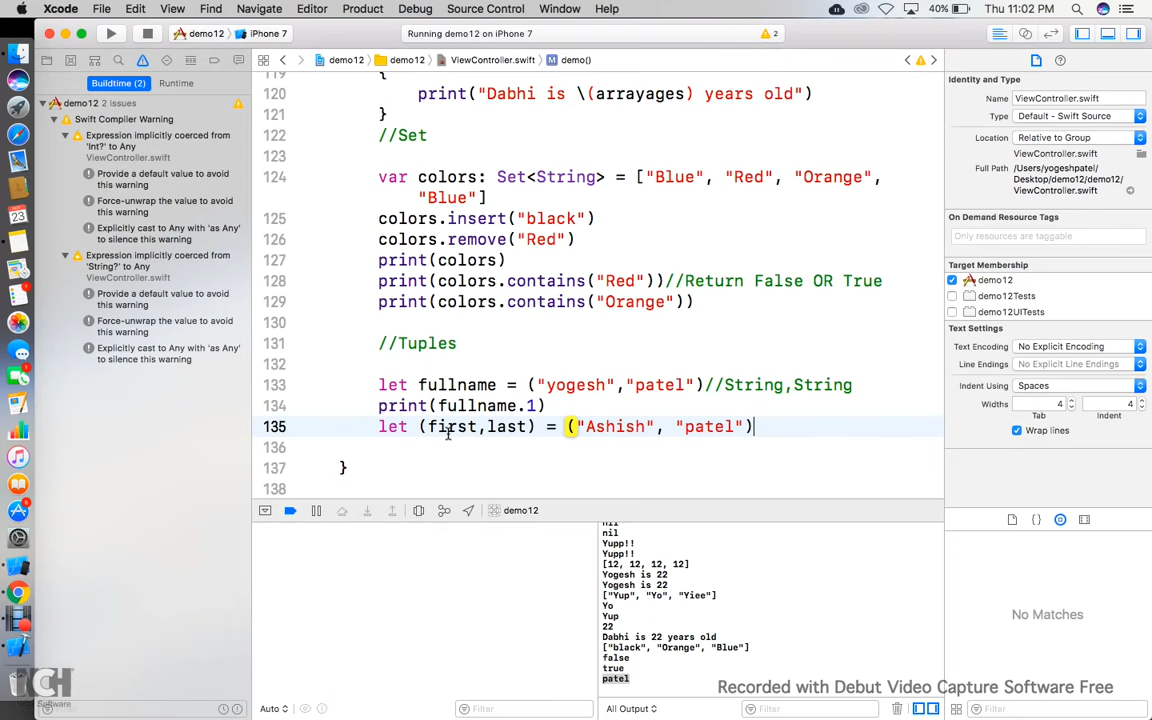 Xcode File Edit View Find Navigate Editor Product Debug Source Control Window Help 40% Thu 11:02 PM
demo12 iPhone 7 Running demo12 on iPhone 7 2
demo12 demo12 ViewController.swift M demo()
Buildtime (2) Runtime
demo12 2 issues
Swift Compiler Warning
Expression implicitly coerced from
'Int?' to Any
ViewController.swift
Provide a default value to avoid
this warning
Force-unwrap the value to avoid
this warning
Explicitly cast to Any with 'as Any'
to silence this warning
Expression implicitly coerced from
'String?' to Any
ViewController.swift
Provide a default value to avoid
this warning
Force-unwrap the value to avoid
this warning
Explicitly cast to Any with 'as Any'
to silence this warning
119 {
120 print("Dabhi is \(arrayages) years old")
121 }
122 //Set
123
124 var colors: Set<String> = ["Blue", "Red", "Orange",
"Blue"]
125 colors.insert("black")
126 colors.remove("Red")
127 print(colors)
128 print(colors.contains("Red"))//Return False OR True
129 print(colors.contains("Orange"))
130
131 //Tuples
132
133 let fullname = ("yogesh","patel")//String,String
134 print(fullname.1)
135 let (first,last) = ("Ashish", "patel")
136
137 }
138
demo12
nil
nil
Yupp!!
Yupp!!
[12, 12, 12, 12]
Yogesh is 22
Yogesh is 22
["Yup", "Yo", "Yiee"]
Yo
Yup
22
Dabhi is 22 years old
["black", "Orange", "Blue"]
false
true
patel
Auto Filter All Output Filter Filter
Identity and Type
Name ViewController.swift
Type Default - Swift Source
Location Relative to Group
ViewController.swift
Full Path /Users/yogeshpatel/
Desktop/demo12/demo12/
ViewController.swift
On Demand Resource Tags
Only resources are taggable
Target Membership
demo12
demo12Tests
demo12UITests
Text Settings
Text Encoding No Explicit Encoding
Line Endings No Explicit Line Endings
Indent Using Spaces
Widths 4 4
Tab Indent
Wrap lines
No Matches
Recorded with Debut Video Capture Software Free
NCH
Software